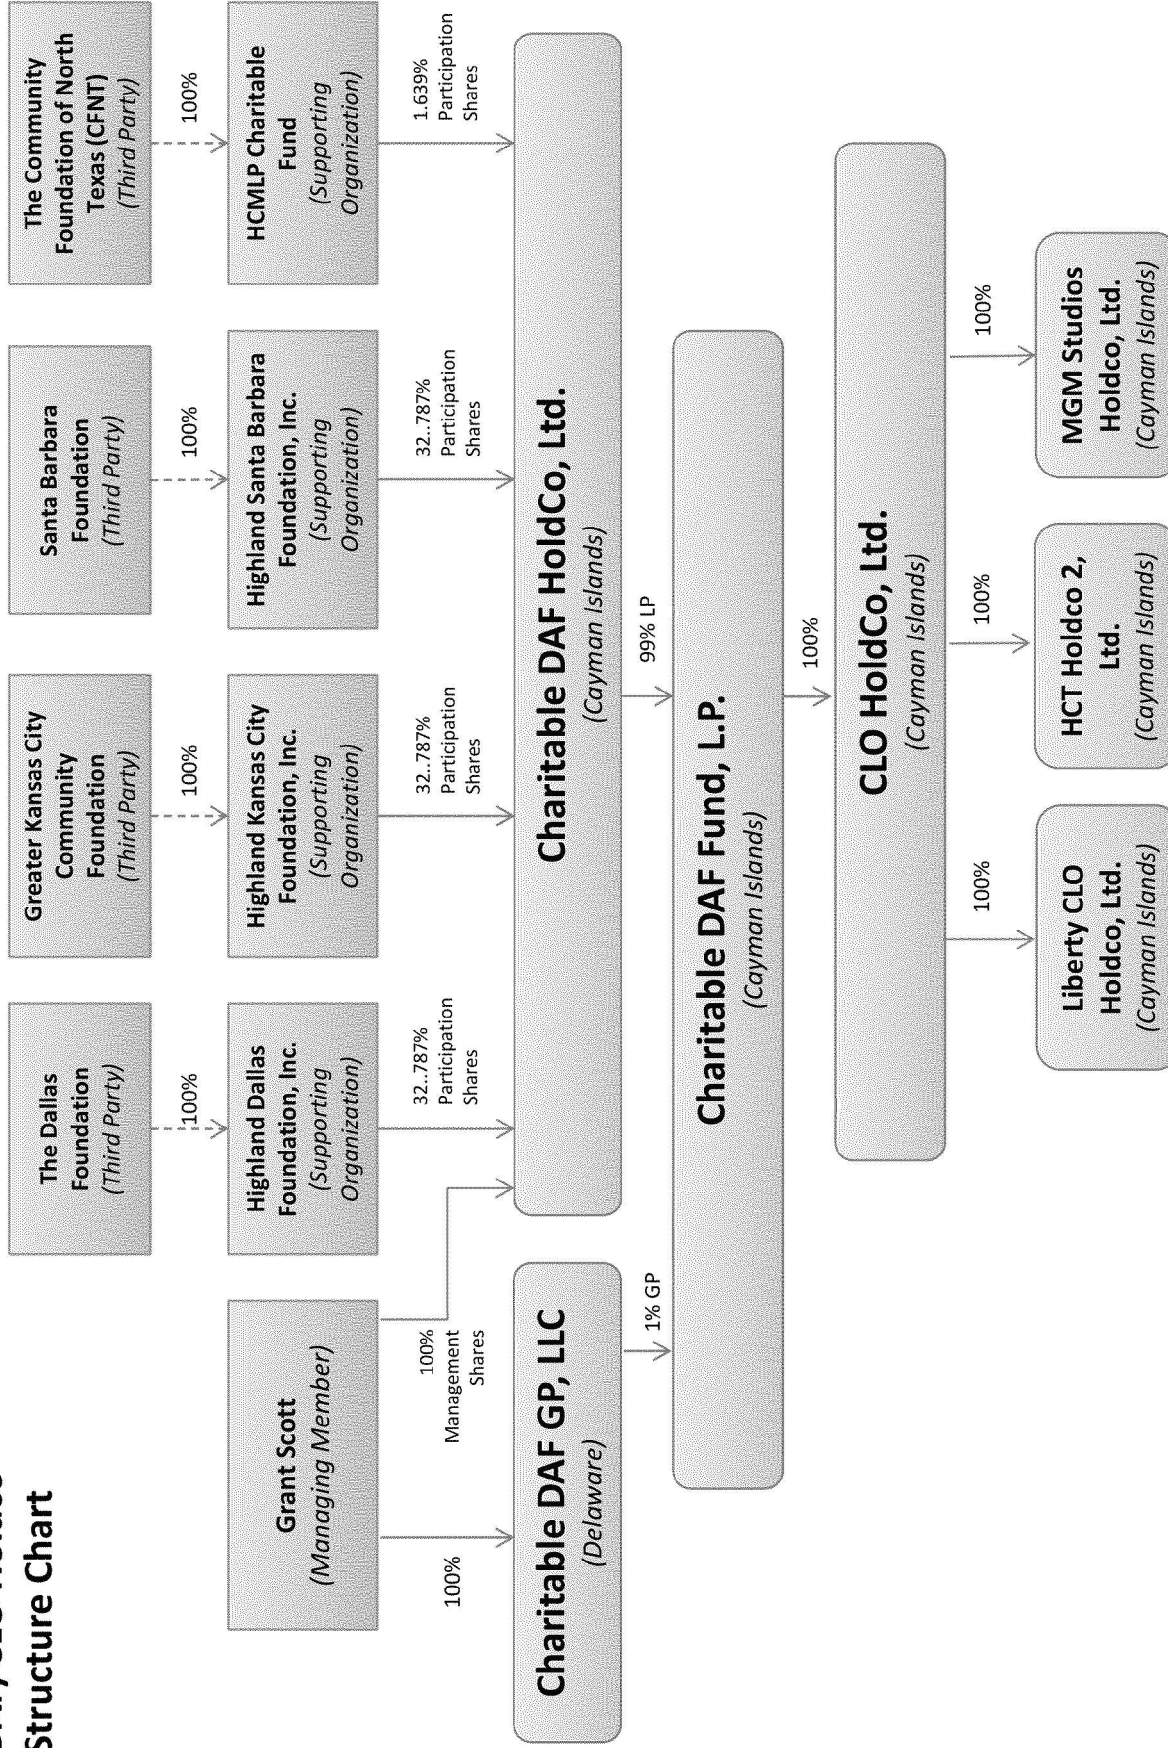 Structure Chart
The Dallas
Foundation
(Third Party)
Greater Kansas City
Community
Foundation
(Third Party)
Santa Barbara
Foundation
(Third Party)
The Community
Foundation of North
Texas (CFNT)
(Third Party)
100%
100%
100%
100%
Grant Scott
(Managing Member)
Highland Dallas
Foundation, Inc.
(Supporting
Organization)
Highland Kansas City
Foundation, Inc.
(Supporting
Organization)
Highland Santa Barbara
Foundation, Inc.
(Supporting
Organization)
HCMLP Charitable
Fund
(Supporting
Organization)
100%
100%
Management
Shares
32..787%
Participation
Shares
32..787%
Participation
Shares
32..787%
Participation
Shares
1.639%
Participation
Shares
Charitable DAF GP, LLC
(Delaware)
Charitable DAF HoldCo, Ltd.
(Cayman Islands)
1% GP
99% LP
Charitable DAF Fund, L.P.
(Cayman Islands)
100%
CLO HoldCo, Ltd.
(Cayman Islands)
100%
100%
100%
Liberty CLO
Holdco, Ltd.
(Cayman Islands)
HCT Holdco 2,
Ltd.
(Cayman Islands)
MGM Studios
Holdco, Ltd.
(Cayman Islands)